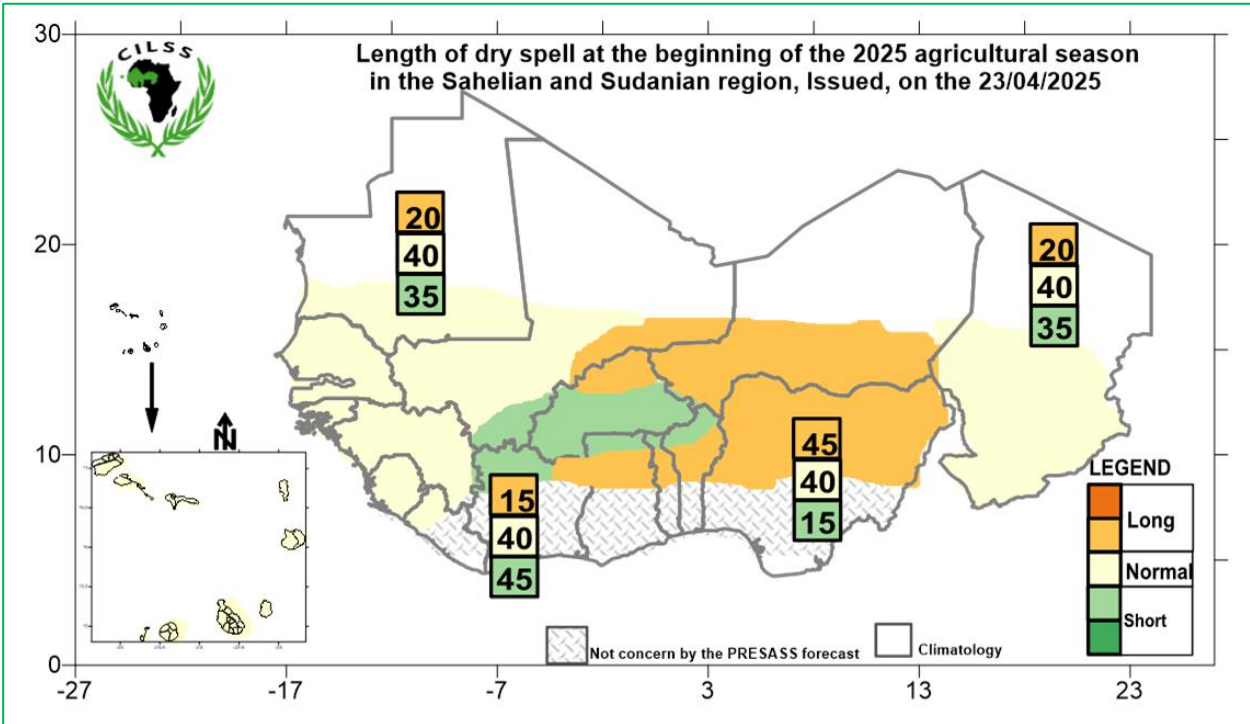 CILSS
Length of dry spell at the beginning of the 2025 agricultural season
in the Sahelian and Sudanian region, Issued, on the 23/04/2025
30
20
10
0
-27
-17
-7
3
13
23
20
40
35
20
40
35
45
40
15
15
40
45
N
LEGEND
Long
Normal
Short
Not concern by the PRESASS forecast
Climatology